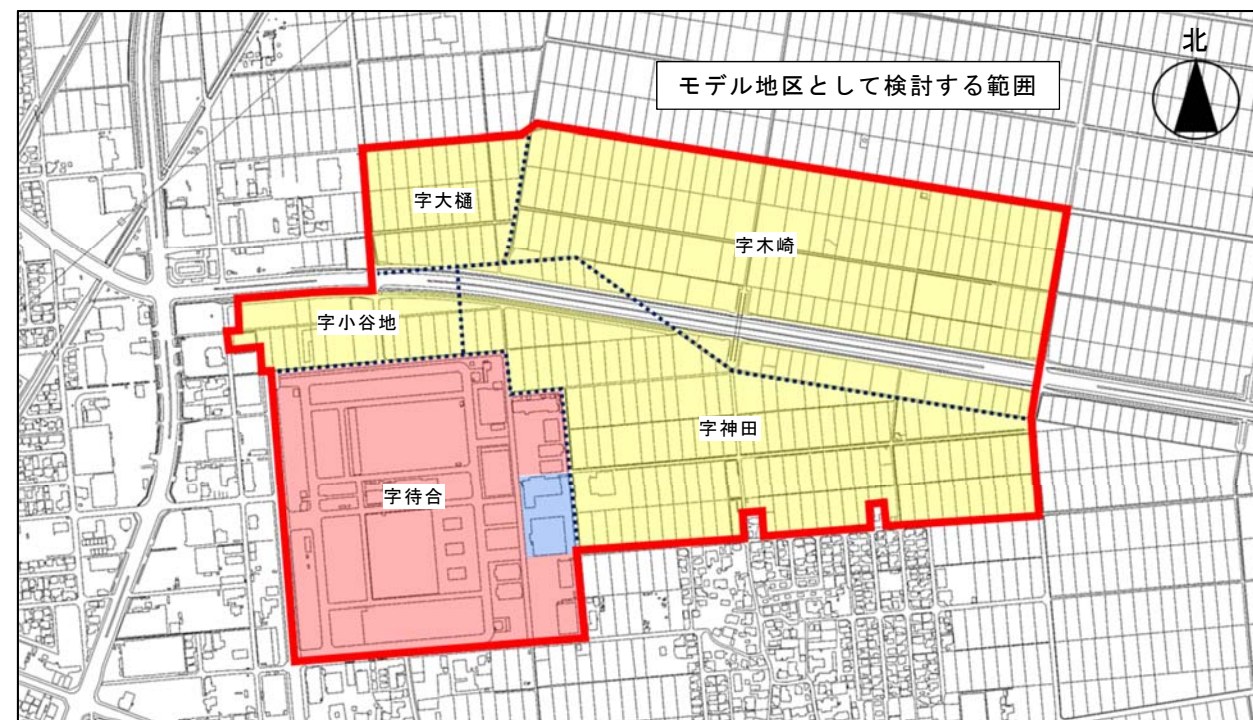 北
モデル地区として検討する範囲
字大樋
字木崎
字小谷地
字神田
字待合